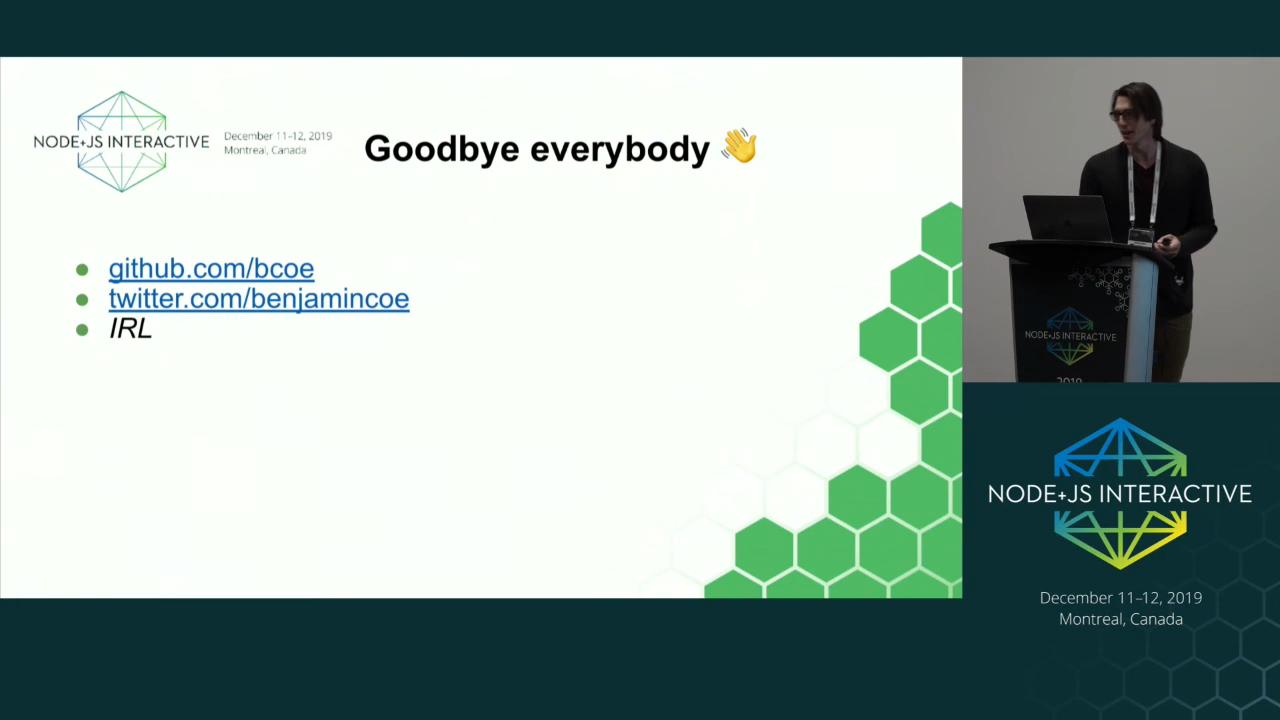 NODE+JS INTERACTIVE
December 11–12, 2019
Montreal, Canada
Goodbye everybody 👋
github.com/bcoe
twitter.com/benjamincoe
IRL
NODE+JS INTERACTIVE
2019
NODE+JS INTERACTIVE
December 11–12, 2019
Montreal, Canada